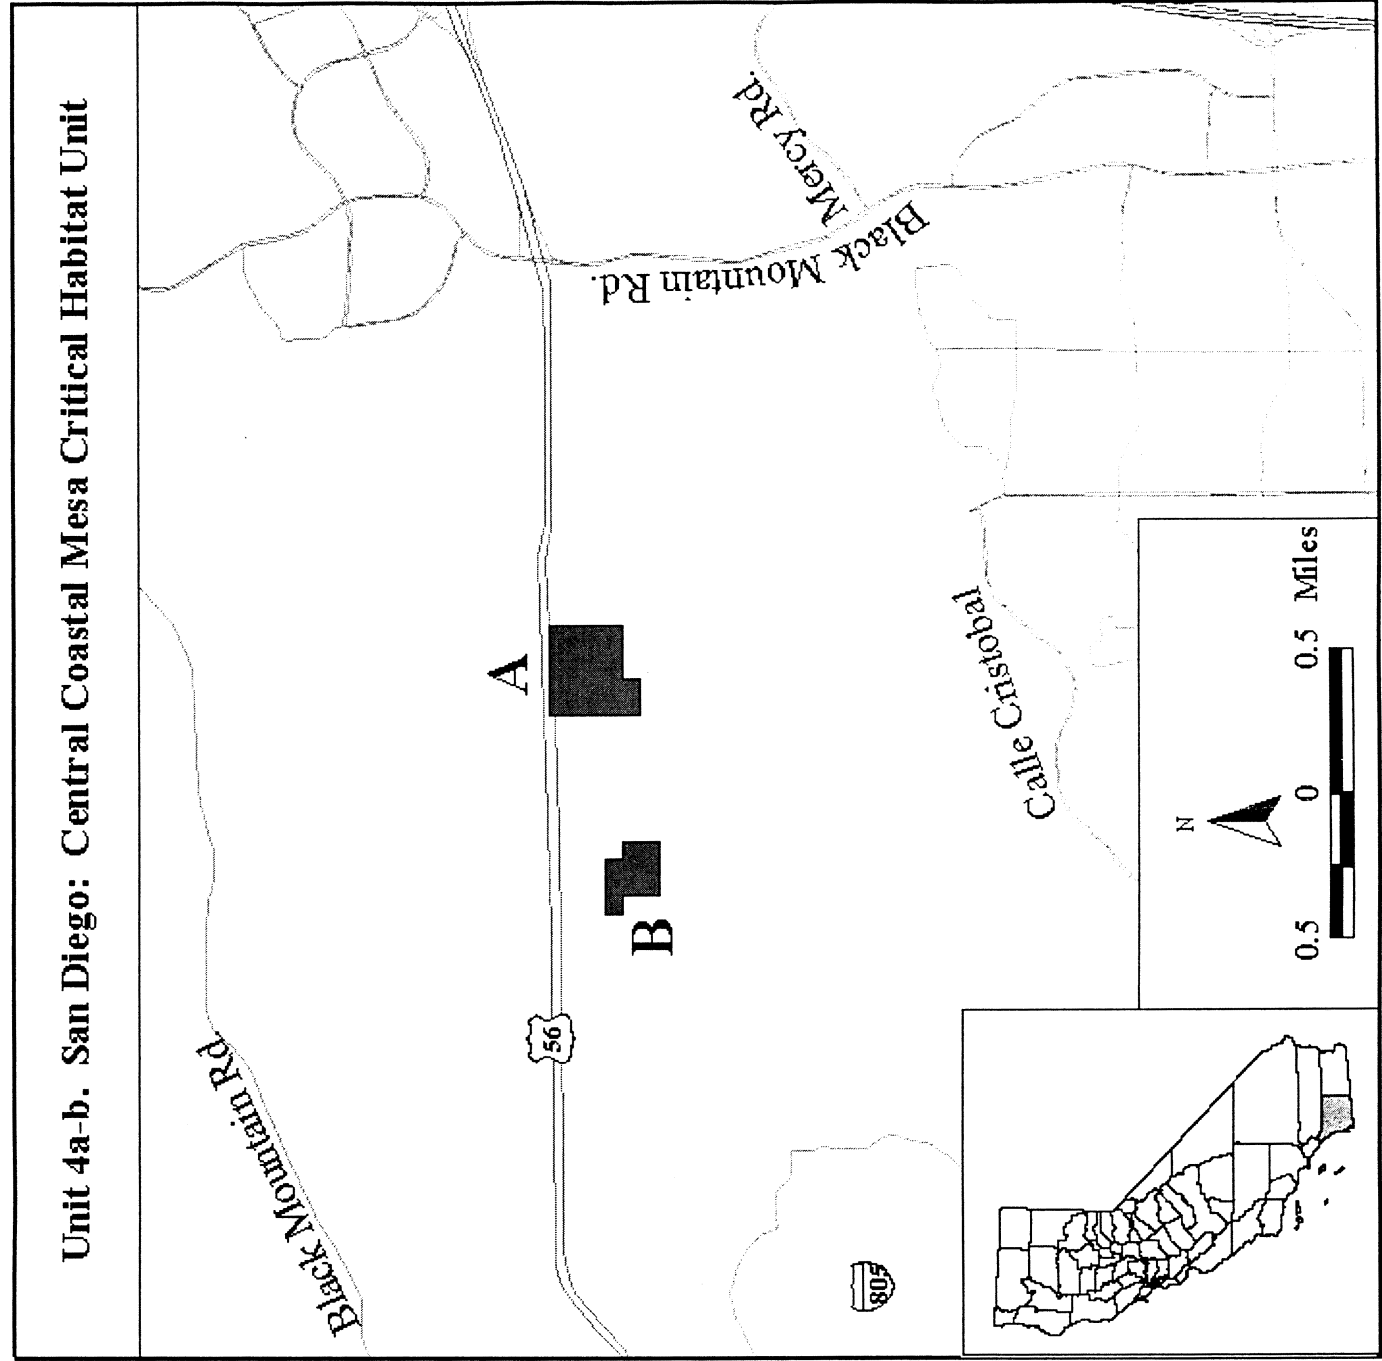 Unit 4a-b. San Diego: Central Coastal Mesa Critical Habitat Unit
Black Mountain Rd.
56
A
B
Black Mountain Rd.
Mercy Rd.
Calle Cristobal
805
N
0.5 0 0.5 Miles